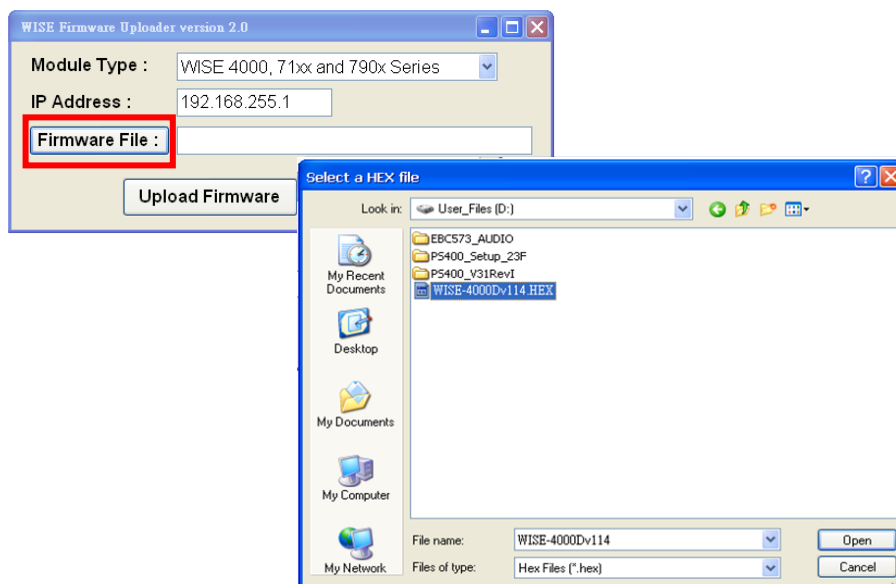 WISE Firmware Uploader version 2.0
Module Type :
WISE 4000, 71xx and 790x Series
IP Address :
192.168.255.1
Firmware File :
Upload Firmware
Select a HEX file
Look in:
User_Files (D:)
My Recent
Documents
Desktop
My Documents
My Computer
My Network
EBC573_AUDIO
P5400_Setup_23F
P5400_V31RevI
WISE-4000Dv114.HEX
File name:
WISE-4000Dv114
Open
Files of type:
Hex Files (*.hex)
Cancel